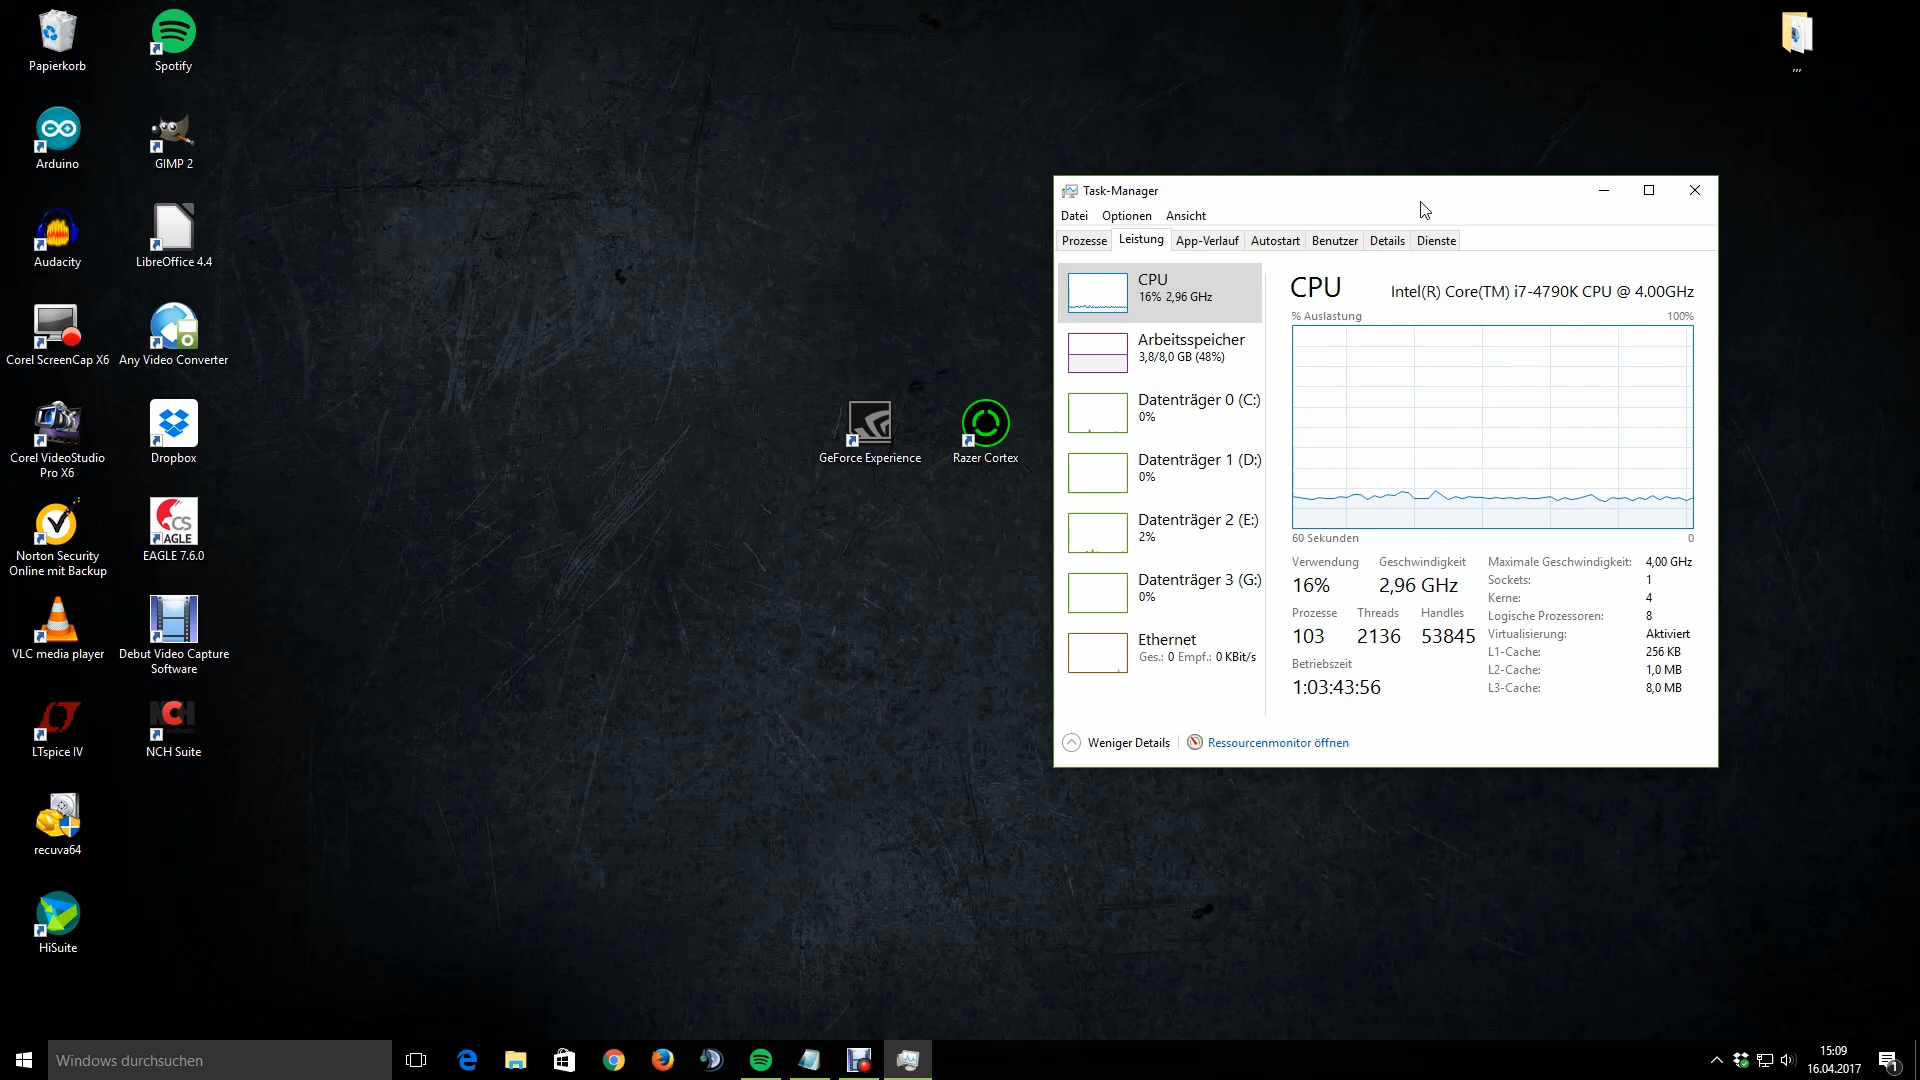 Papierkorb
Spotify
Arduino
GIMP 2
Audacity
LibreOffice 4.4
Corel ScreenCap X6
Any Video Converter
Corel VideoStudio
Pro X6
Dropbox
Norton Security
Online mit Backup
CS
EAGLE
EAGLE 7.6.0
VLC media player
Debut Video Capture
Software
LTspice IV
NCH
NCH Suite
recuva64
HiSuite
GeForce Experience
Razer Cortex
,,,
Task-Manager
Datei Optionen Ansicht
Prozesse Leistung App-Verlauf Autostart Benutzer Details Dienste
CPU
16% 2,96 GHz
Arbeitsspeicher
3,8/8,0 GB (48%)
Datenträger 0 (C:)
0%
Datenträger 1 (D:)
0%
Datenträger 2 (E:)
2%
Datenträger 3 (G:)
0%
Ethernet
Ges.: 0 Empf.: 0 KBit/s
CPU Intel(R) Core(TM) i7-4790K CPU @ 4.00GHz
% Auslastung 100%
60 Sekunden 0
Verwendung Geschwindigkeit
16% 2,96 GHz
Prozesse Threads Handles
103 2136 53845
Betriebszeit
1:03:43:56
Maximale Geschwindigkeit: 4,00 GHz
Sockets: 1
Kerne: 4
Logische Prozessoren: 8
Virtualisierung: Aktiviert
L1-Cache: 256 KB
L2-Cache: 1,0 MB
L3-Cache: 8,0 MB
Weniger Details Ressourcenmonitor öffnen
Windows durchsuchen
15:09
16.04.2017
1